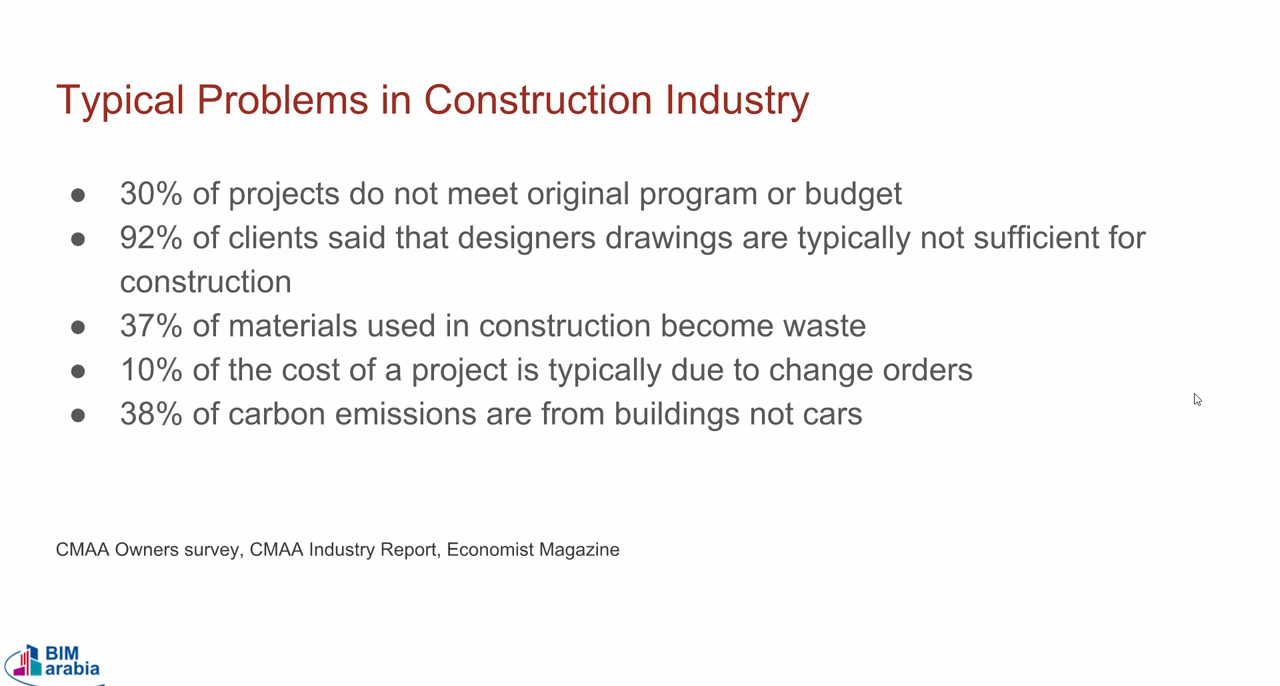 Typical Problems in Construction Industry
● 30% of projects do not meet original program or budget
● 92% of clients said that designers drawings are typically not sufficient for
construction
● 37% of materials used in construction become waste
● 10% of the cost of a project is typically due to change orders
● 38% of carbon emissions are from buildings not cars
CMAA Owners survey, CMAA Industry Report, Economist Magazine
BIM
arabia